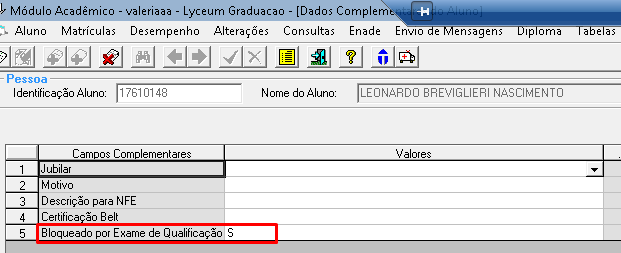 Módulo Acadêmico - valeriaaa - Lyceum Graduacao - [Dados Complementa do Aluno]
Aluno Matrículas Desempenho Alterações Consultas Enade Envio de Mensagens Diploma Tabelas
Pessoa
Identificação Aluno: 17610148 Nome do Aluno: LEONARDO BREVIGLIERI NASCIMENTO
Campos Complementares Valores
1 Jubilar
2 Motivo
3 Descrição para NFE
4 Certificação Belt
5 Bloqueado por Exame de Qualificação S